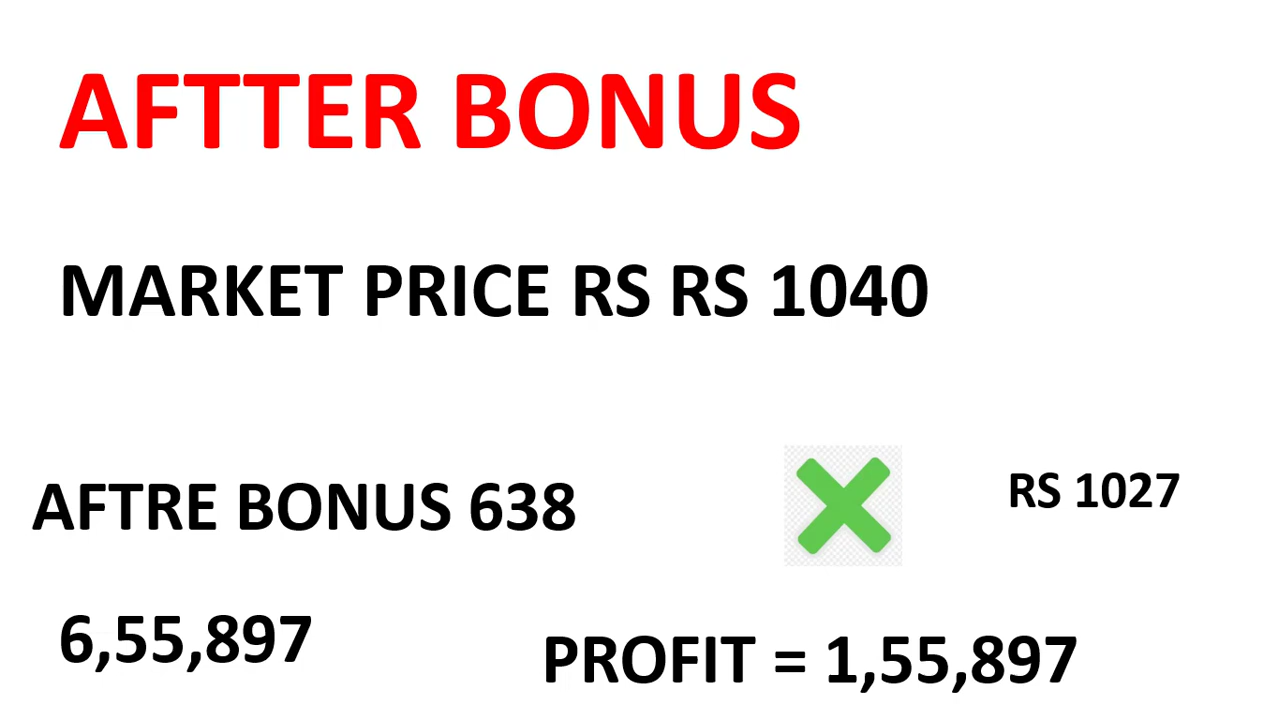 AFTTER BONUS
MARKET PRICE RS RS 1040
AFTRE BONUS 638
RS 1027
6,55,897
PROFIT = 1,55,897